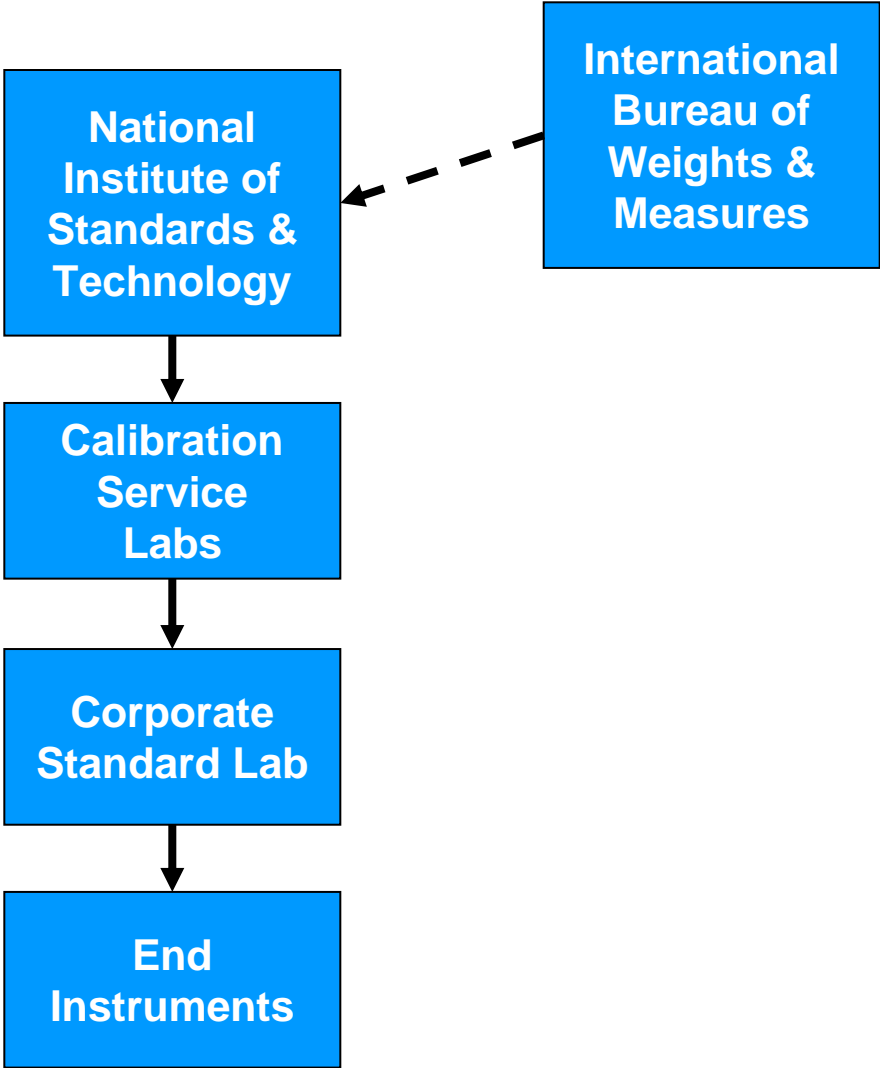 International
Bureau of
Weights &
Measures
National
Institute of
Standards &
Technology
Calibration
Service
Labs
Corporate
Standard Lab
End
Instruments